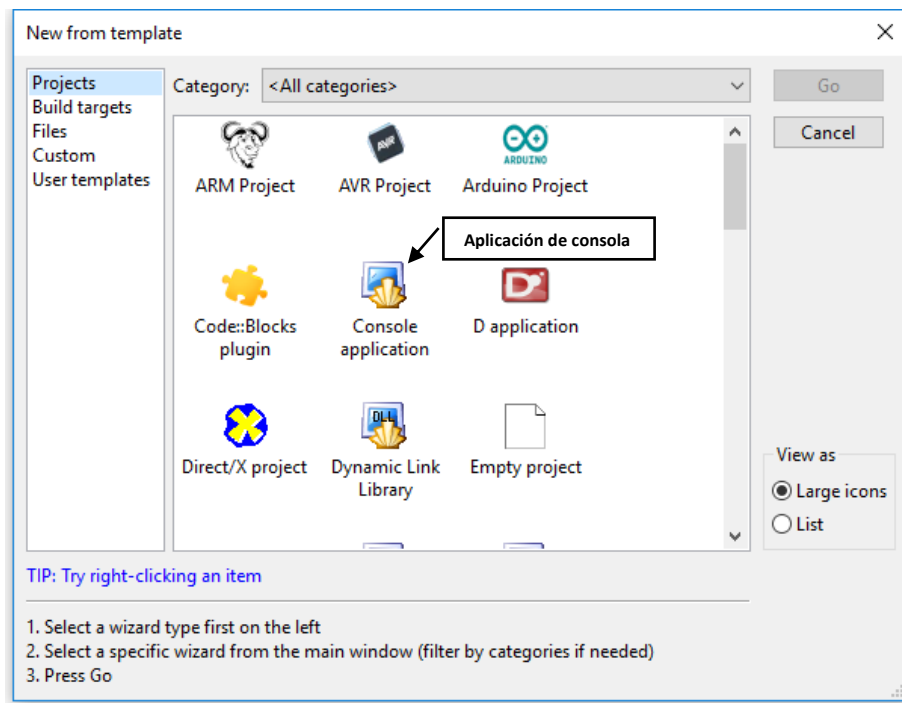 New from template
Projects
Build targets
Files
Custom
User templates
Category: <All categories>
Go
Cancel
AVR
ARDUINO
ARM Project
AVR Project
Arduino Project
Aplicación de consola
D
Code::Blocks
plugin
Console
application
D application
DLL
Direct/X project
Dynamic Link
Library
Empty project
View as
Large icons
List
TIP: Try right-clicking an item
1. Select a wizard type first on the left
2. Select a specific wizard from the main window (filter by categories if needed)
3. Press Go